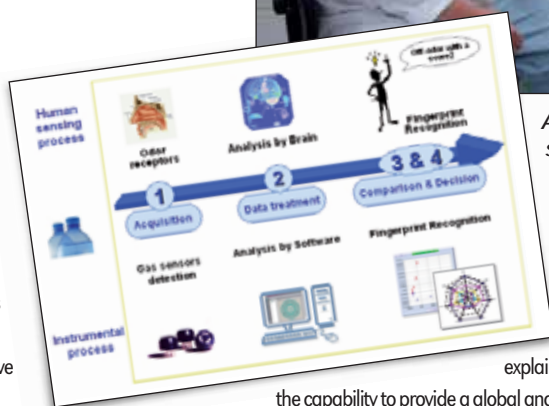 Human
sensing
process
Odor
receptors
Analysis by Brain
Off-odor with a
Fingerprint
Recognition
1
2
3 & 4
Acquisition
Data treatment
Comparison & Decision
Gas sensors
detection
Analysis by Software
Fingerprint Recognition
Instrumental
process
A
s
ve
explai
the capability to provide a global and